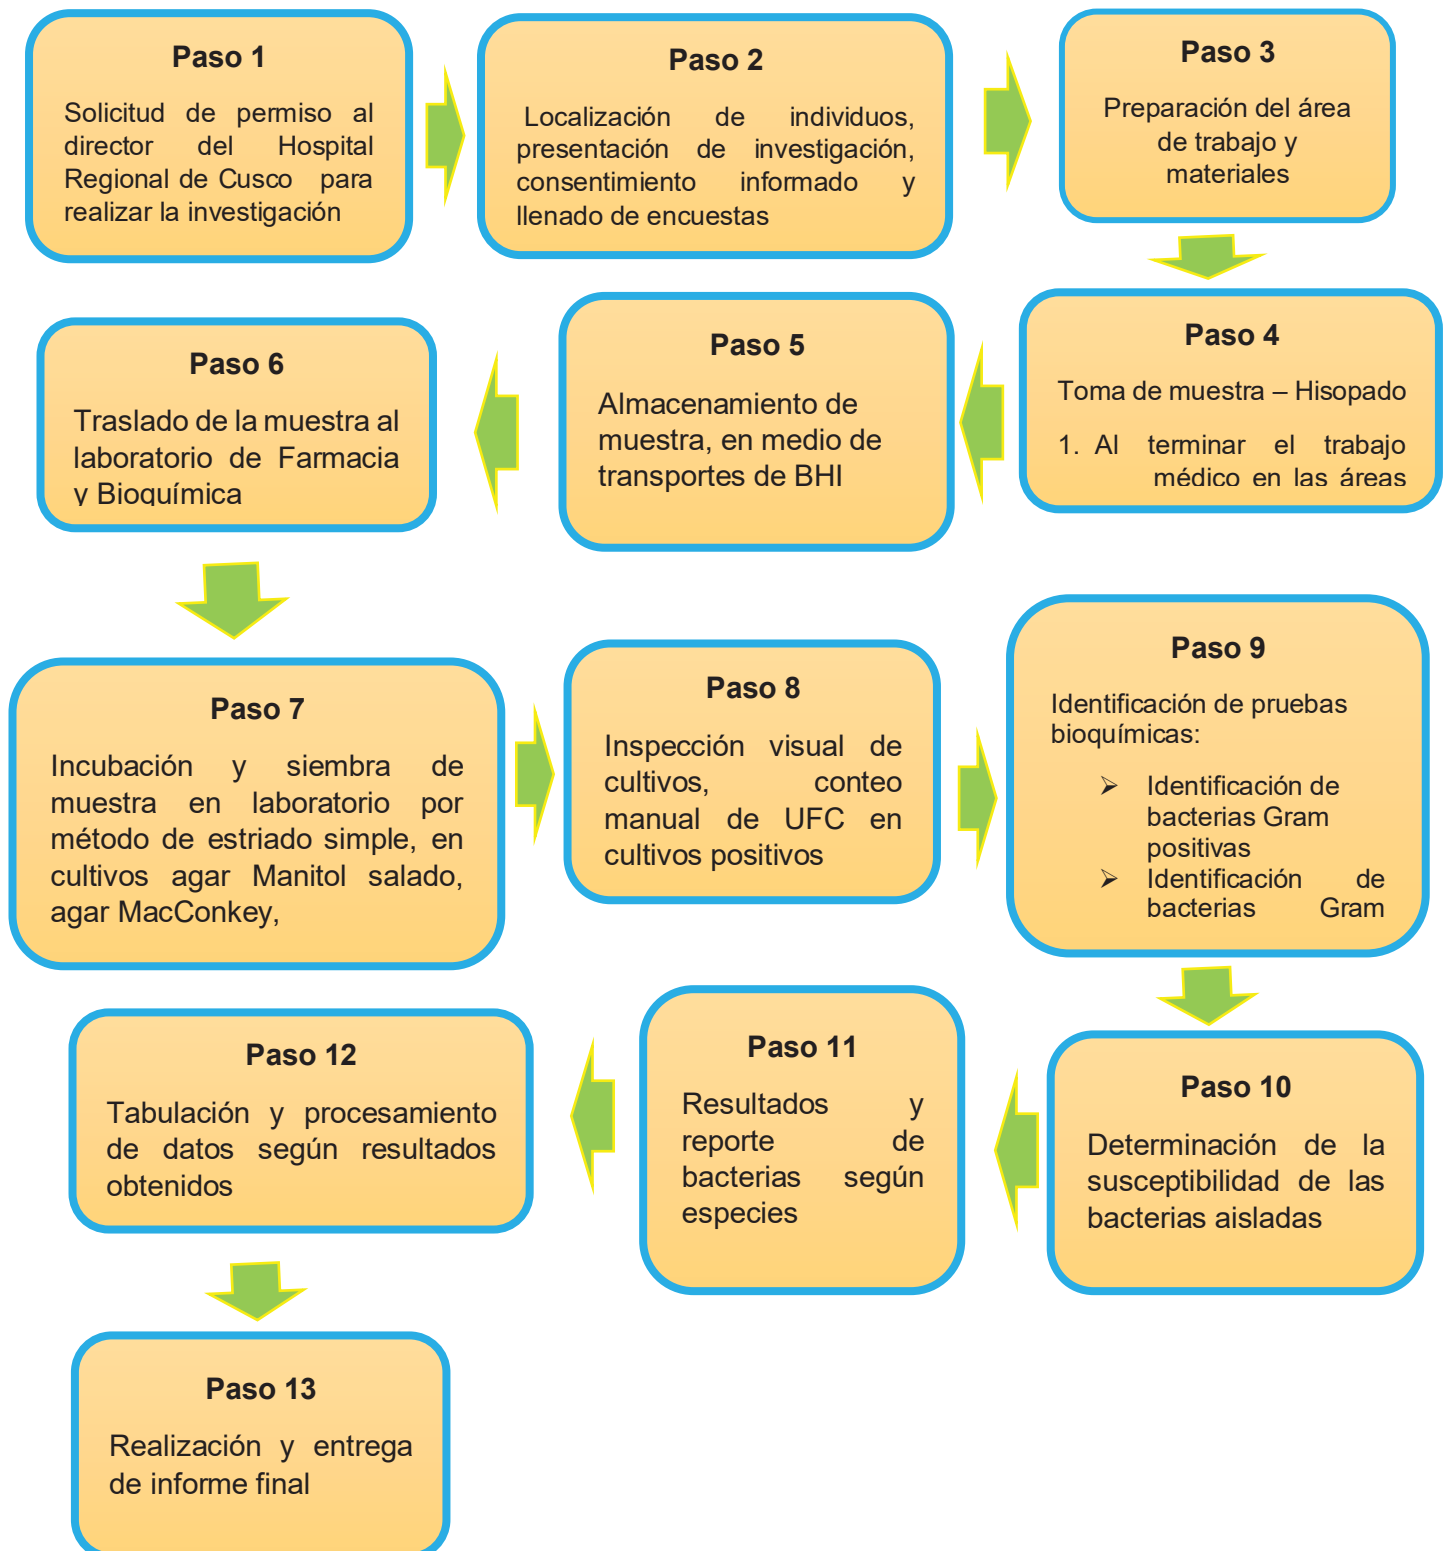 Paso 1
Solicitud de permiso al
director del Hospital
Regional de Cusco para
realizar la investigación
Paso 2
Localización de individuos,
presentación de investigación,
consentimiento informado y
llenado de encuestas
Paso 3
Preparación del área
de trabajo y
materiales
Paso 4
Toma de muestra – Hisopado
1. Al terminar el trabajo
médico en las áreas
Paso 5
Almacenamiento de
muestra, en medio de
transportes de BHI
Paso 6
Traslado de la muestra al
laboratorio de Farmacia
y Bioquímica
Paso 7
Incubación y siembra de
muestra en laboratorio por
método de estriado simple, en
cultivos agar Manitol salado,
agar MacConkey,
Paso 8
Inspección visual de
cultivos, conteo
manual de UFC en
cultivos positivos
Paso 9
Identificación de pruebas
bioquímicas:
➢ Identificación de
bacterias Gram
positivas
➢ Identificación de
bacterias Gram
Paso 10
Determinación de la
susceptibilidad de las
bacterias aisladas
Paso 11
Resultados y
reporte de
bacterias según
especies
Paso 12
Tabulación y procesamiento
de datos según resultados
obtenidos
Paso 13
Realización y entrega
de informe final